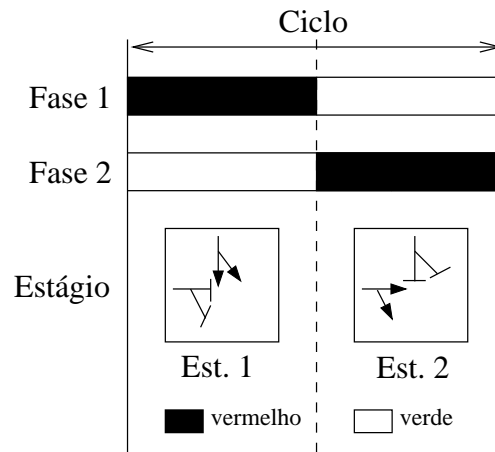 Ciclo
Fase 1
Fase 2
Estágio
Est. 1 Est. 2
vermelho verde